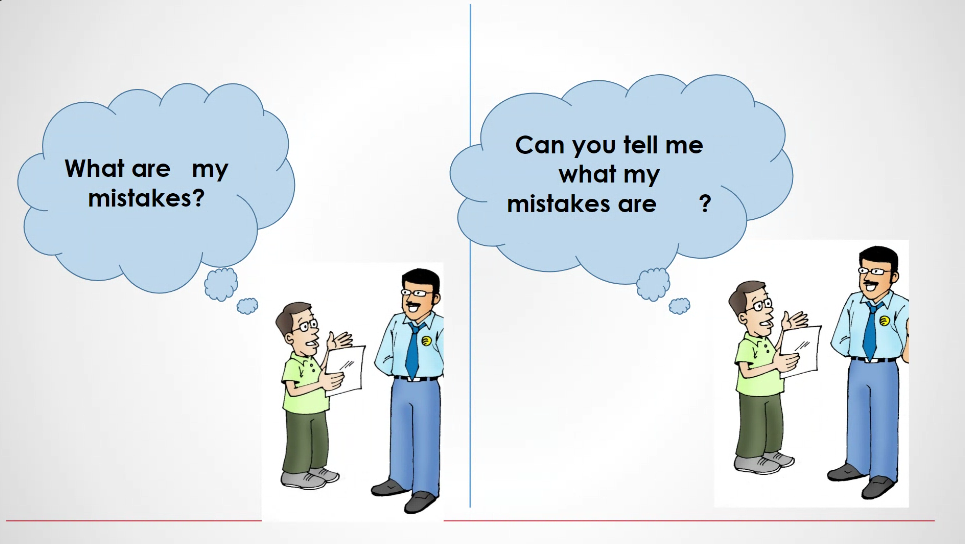 What are my
mistakes?
Can you tell me
what my
mistakes are ?